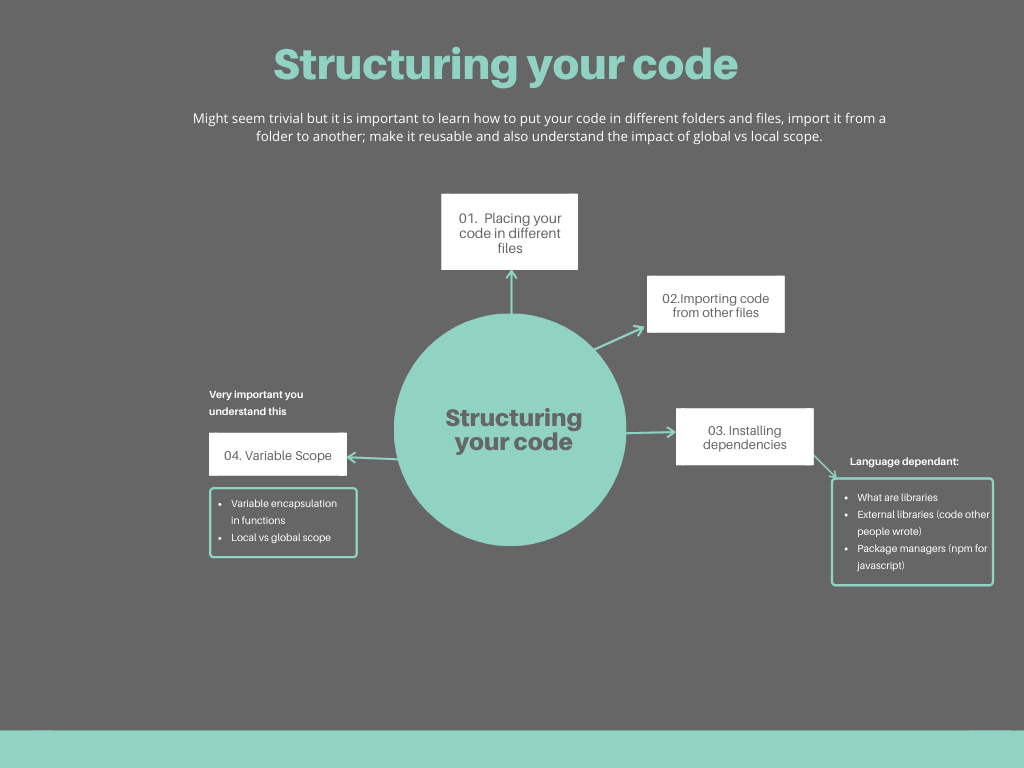 Structuring your code
Might seem trivial but it is important to learn how to put your code in different folders and files, import it from a
folder to another; make it reusable and also understand the impact of global vs local scope.
01.  Placing your
code in different
files
02.Importing code
from other files
Structuring
your code
03. Installing
dependencies
Language dependant:
• What are libraries
• External libraries (code other
people wrote)
• Package managers (npm for
javascript)
Very important you
understand this
04. Variable Scope
• Variable encapsulation
in functions
• Local vs global scope